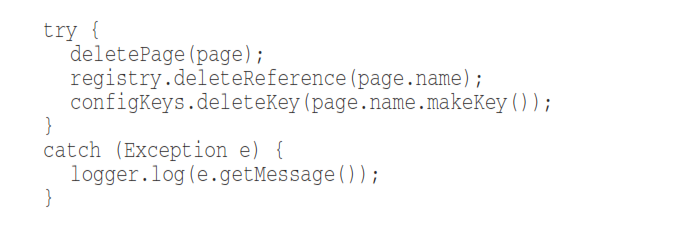 try {
deletePage(page);
registry.deleteReference(page.name);
configKeys.deleteKey(page.name.makeKey());
}
catch (Exception e) {
logger.log(e.getMessage());
}